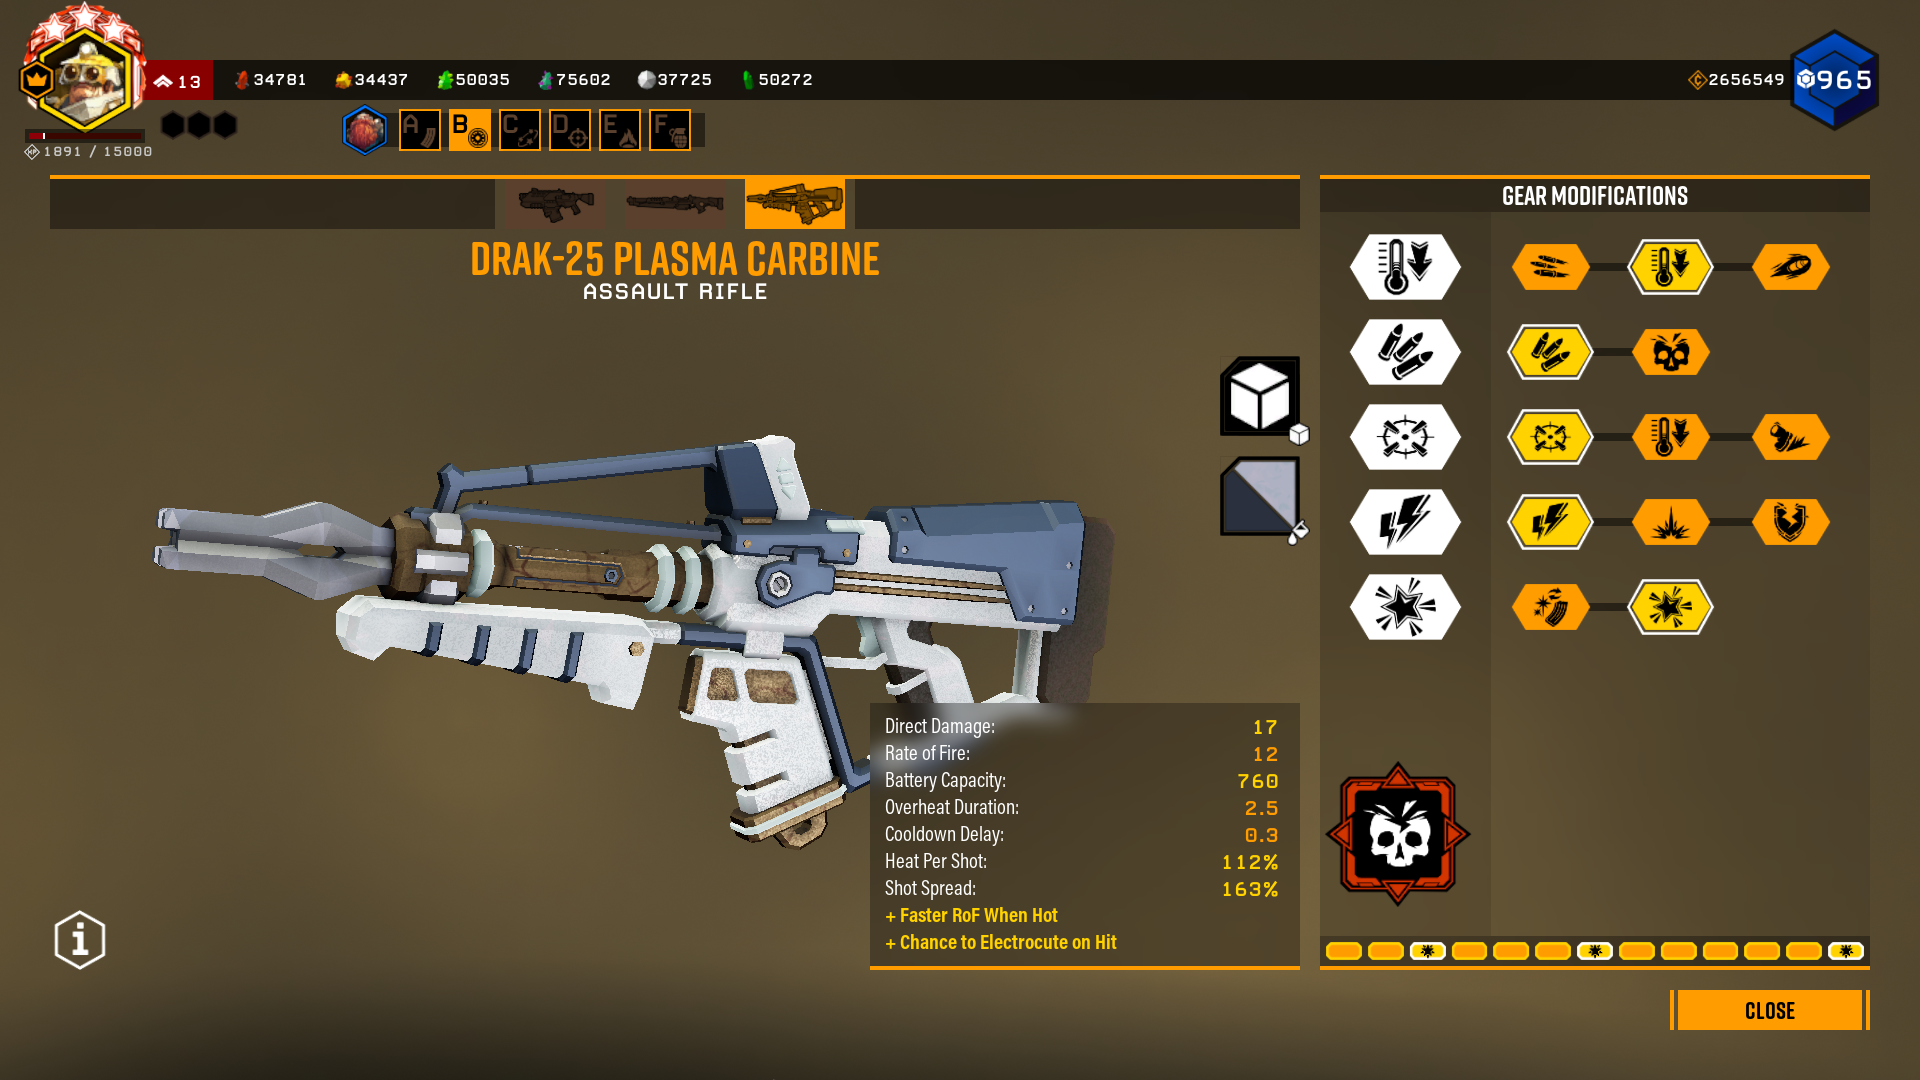 13
34781
34437
50035
75602
37725
50272
2656549
965
1891 / 15000
A
B
C
D
E
F
DRAK-25 PLASMA CARBINE
ASSAULT RIFLE
GEAR MODIFICATIONS
Direct Damage: 17
Rate of Fire: 12
Battery Capacity: 760
Overheat Duration: 2.5
Cooldown Delay: 0.3
Heat Per Shot: 112%
Shot Spread: 163%
+ Faster RoF When Hot
+ Chance to Electrocute on Hit
CLOSE